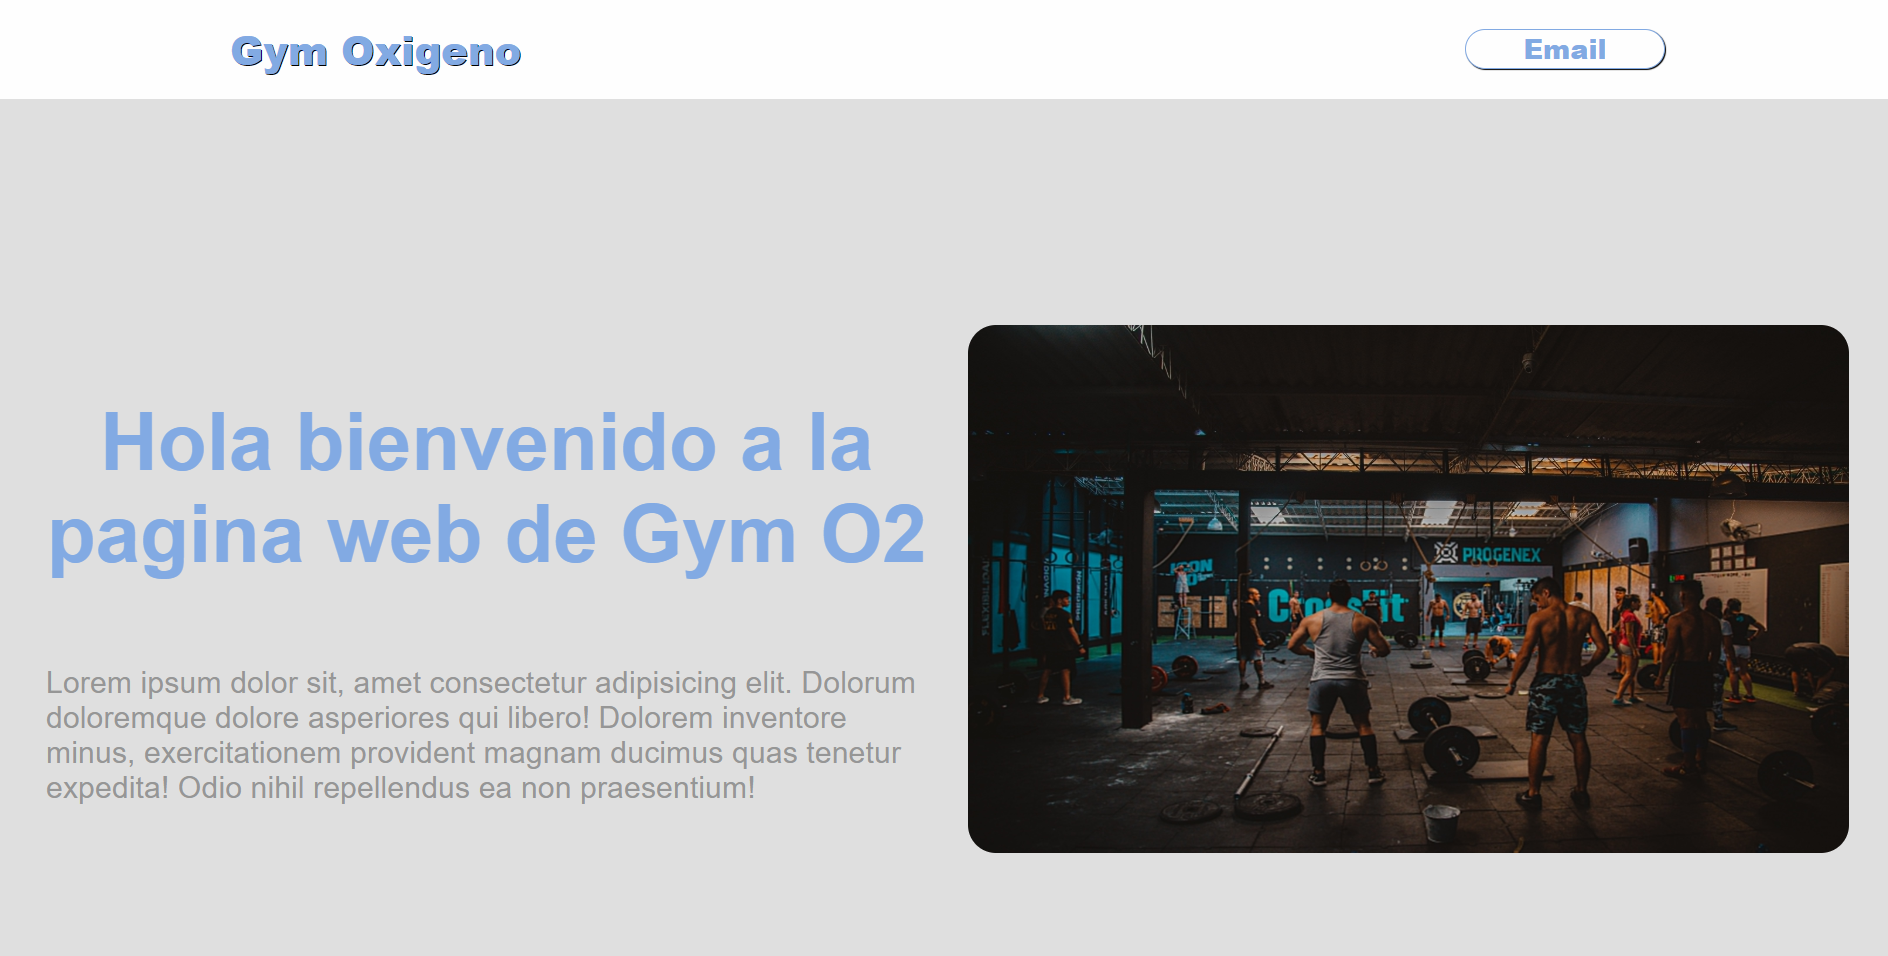 Gym Oxigeno
Email
Hola bienvenido a la
pagina web de Gym O2
Lorem ipsum dolor sit, amet consectetur adipisicing elit. Dolorum
doloremque dolore asperiores qui libero! Dolorem inventore
minus, exercitationem provident magnam ducimus quas tenetur
expedita! Odio nihil repellendus ea non praesentium!
PROGENEX
CrossFit